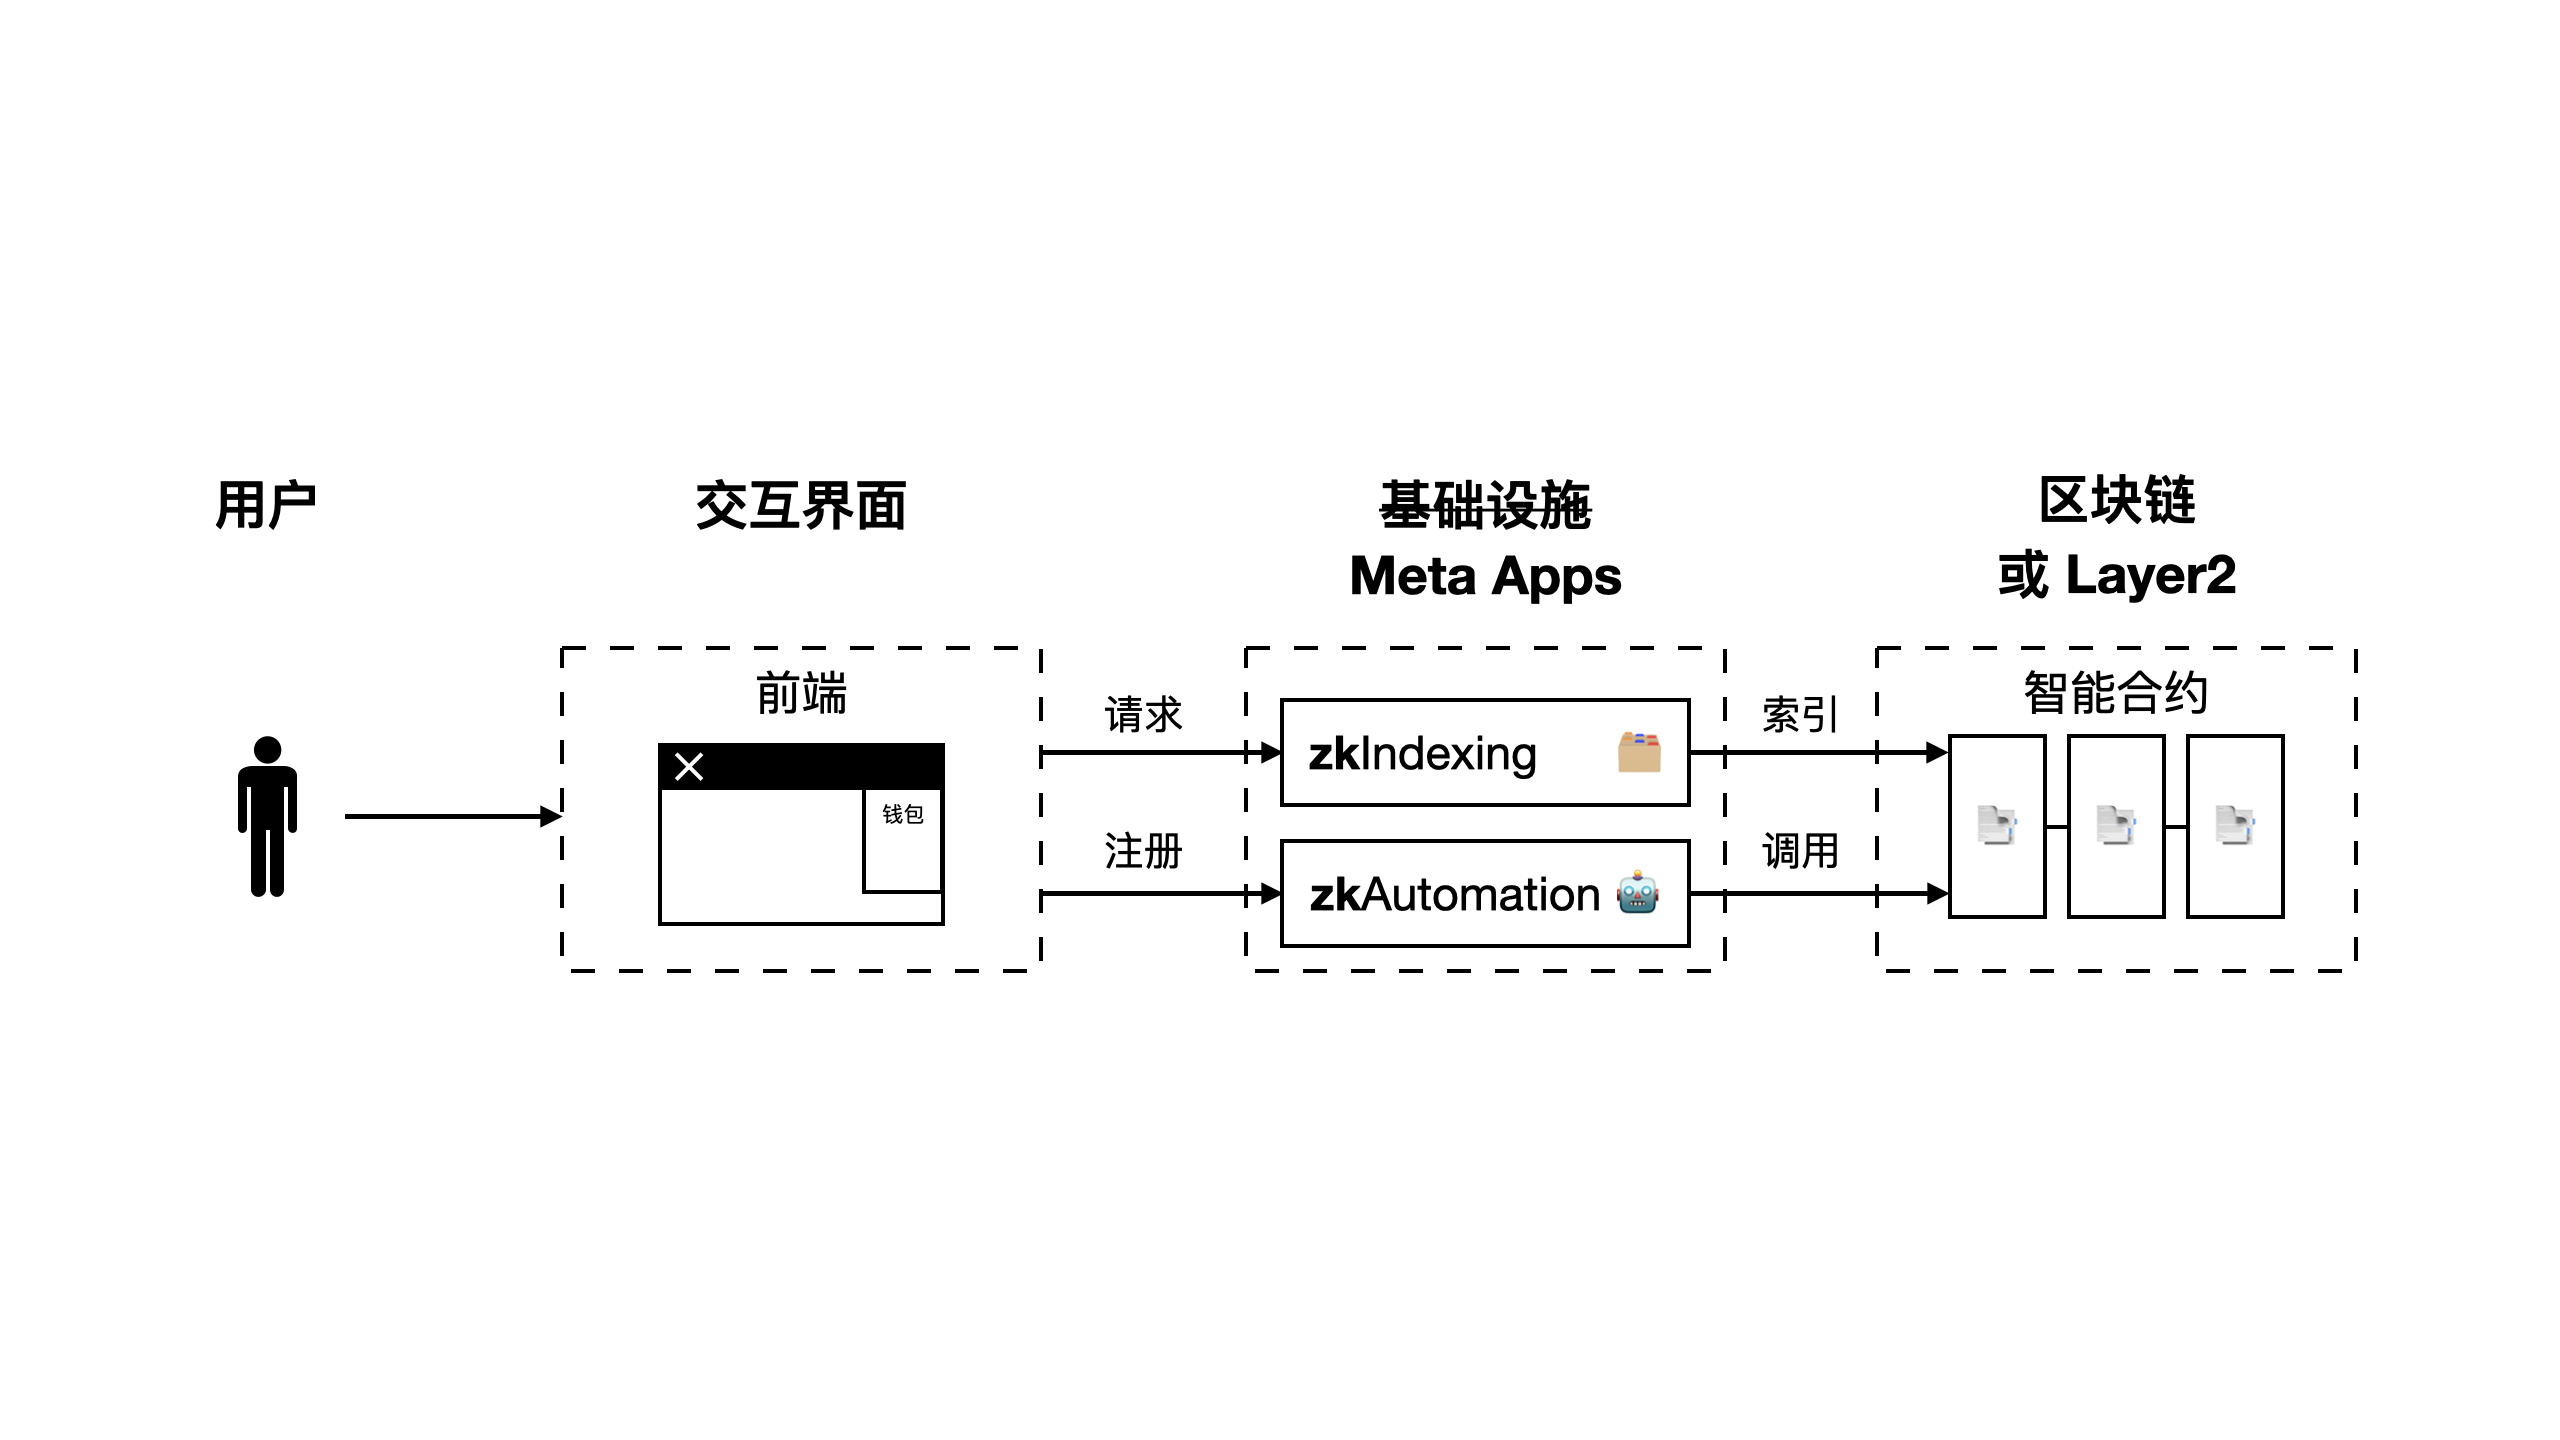 用户
交互界面
基础设施
Meta Apps
区块链
或 Layer2
前端
钱包
请求
注册
zkIndexing
zkAutomation
索引
调用
智能合约